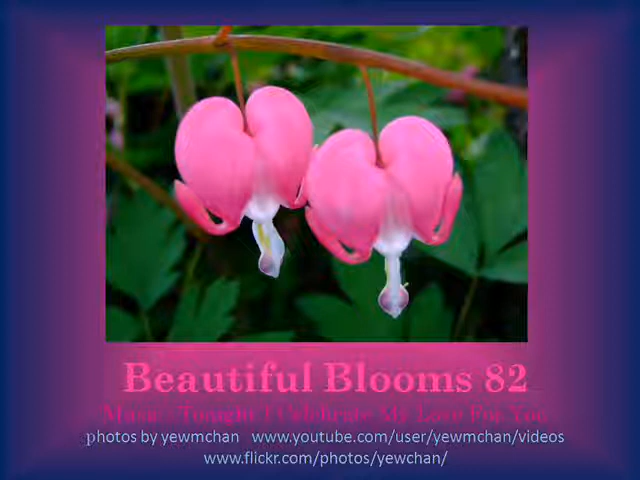 Beautiful Blooms 82
Music : Tonight I Celebrate My Love For You
photos by yewmchan www.youtube.com/user/yewmchan/videos
www.flickr.com/photos/yewchan/